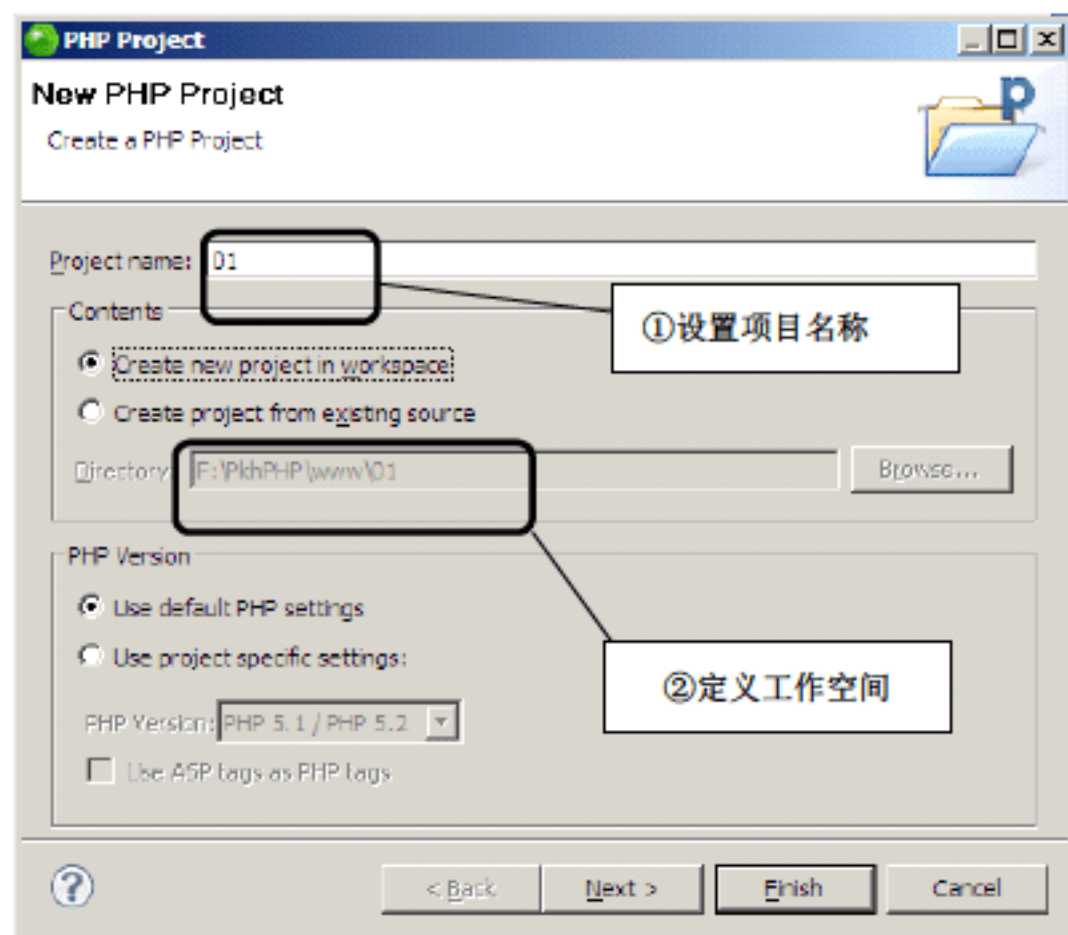 PHP Project
New PHP Project
Create a PHP Project
Project name: 01
Contents
①设置项目名称
Create new project in workspace
Create project from existing source
Directory: F:\PkhPHP\www\01 Browse...
PHP Version
Use default PHP settings
Use project specific settings:
②定义工作空间
PHP Version: PHP 5.1 / PHP 5.2
Use ASP tags as PHP tags
< Back Next > Finish Cancel